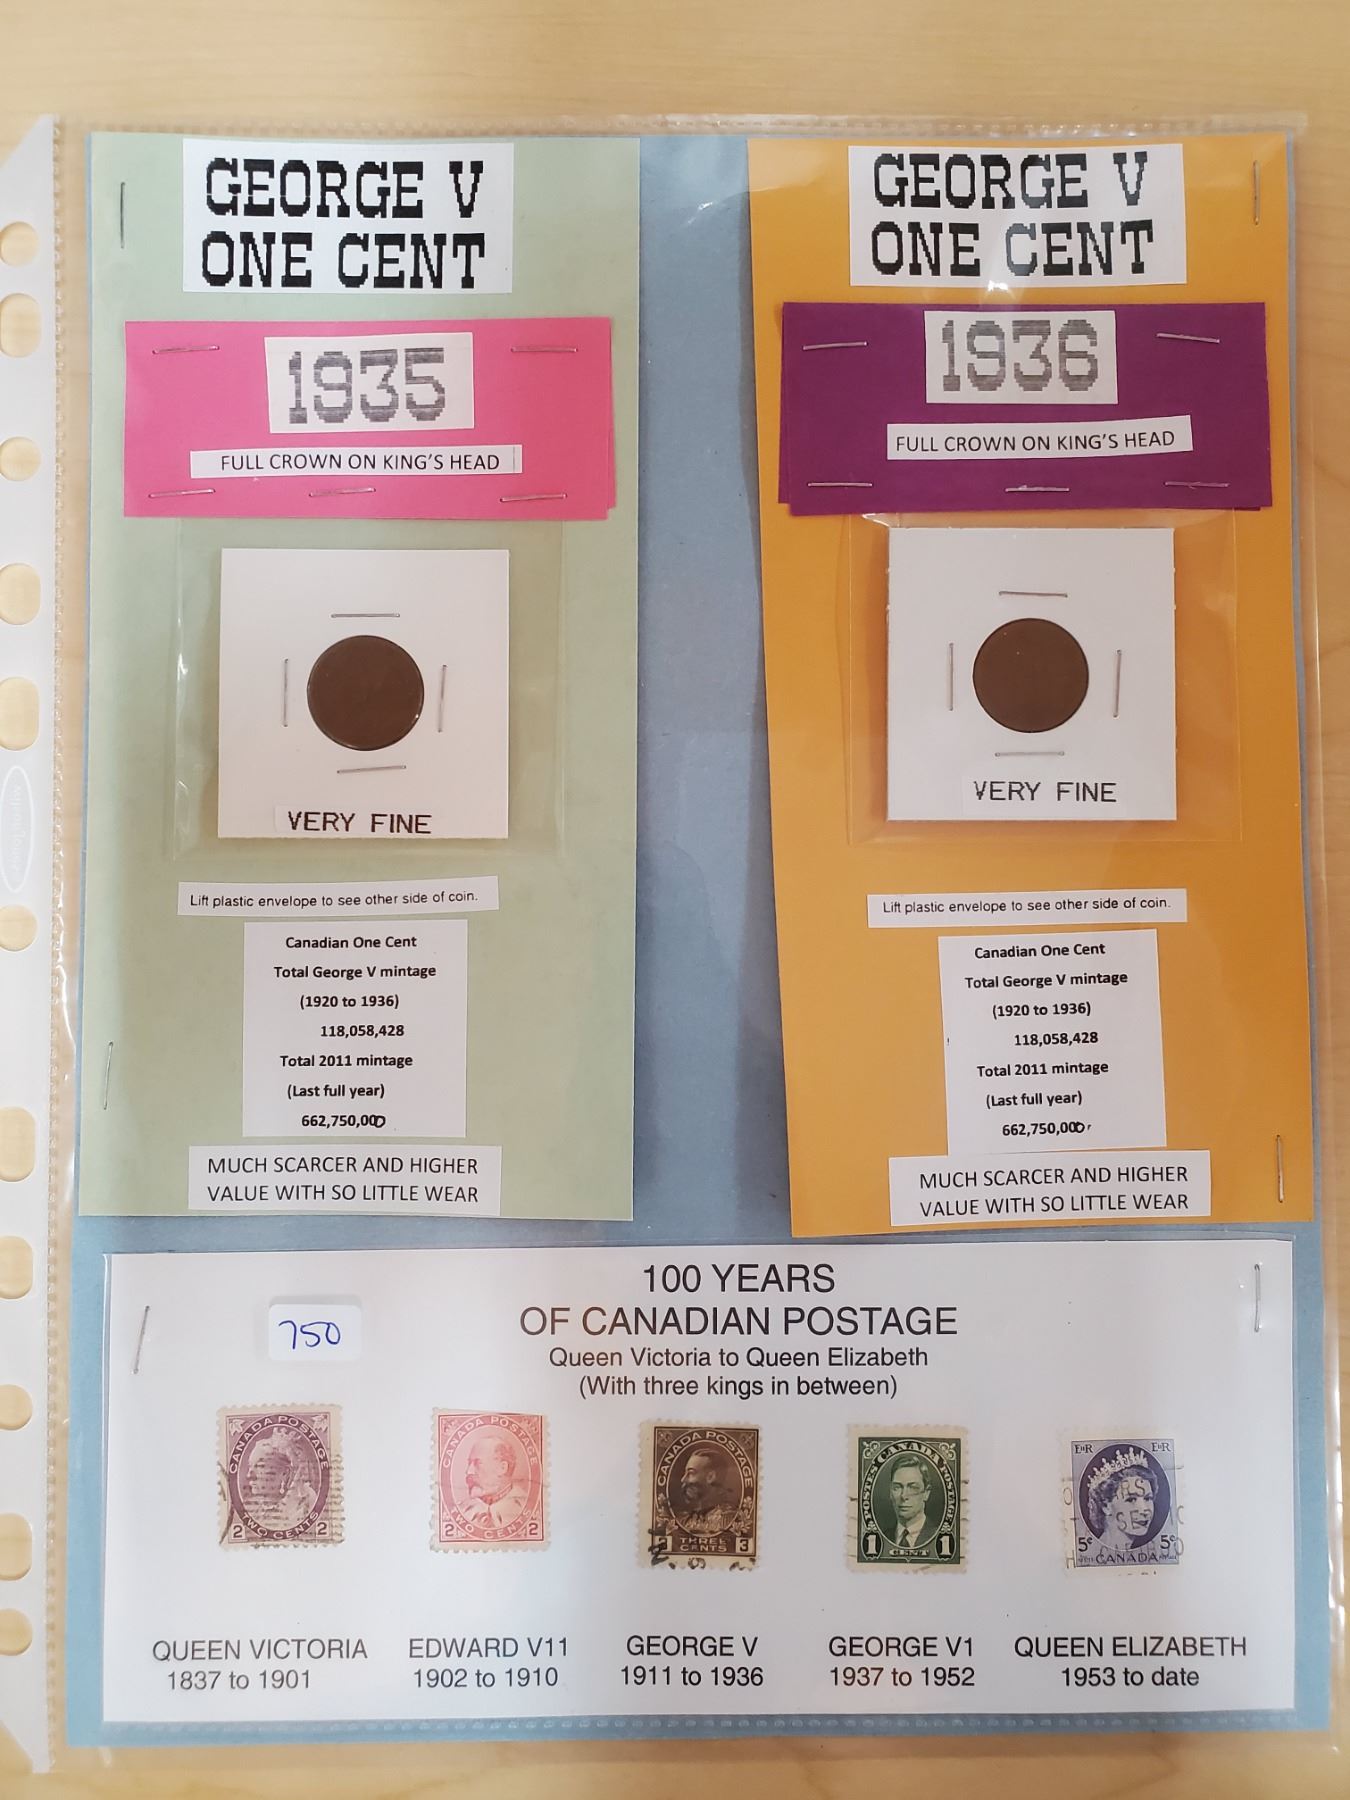 GEORGE V
ONE CENT
1935
FULL CROWN ON KING'S HEAD
VERY FINE
Lift plastic envelope to see other side of coin.
Canadian One Cent
Total George V mintage
(1920 to 1936)
118,058,428
Total 2011 mintage
(Last full year)
662,750,000
MUCH SCARCER AND HIGHER
VALUE WITH SO LITTLE WEAR
GEORGE V
ONE CENT
1936
FULL CROWN ON KING'S HEAD
VERY FINE
Lift plastic envelope to see other side of coin.
Canadian One Cent
Total George V mintage
(1920 to 1936)
118,058,428
Total 2011 mintage
(Last full year)
662,750,000
MUCH SCARCER AND HIGHER
VALUE WITH SO LITTLE WEAR
100 YEARS
OF CANADIAN POSTAGE
Queen Victoria to Queen Elizabeth
(With three kings in between)
750
CANADA POSTAGE
2 TWO CENTS 2
CANADA POSTAGE
2 TWO CENTS 2
CANADA POSTAGE
3 THREE CENTS 3
POSTES CANADA POSTAGE
1 CENT 1
EIIR EIIR
5c 5c
CANADA
QUEEN VICTORIA
1837 to 1901
EDWARD V11
1902 to 1910
GEORGE V
1911 to 1936
GEORGE V1
1937 to 1952
QUEEN ELIZABETH
1953 to date